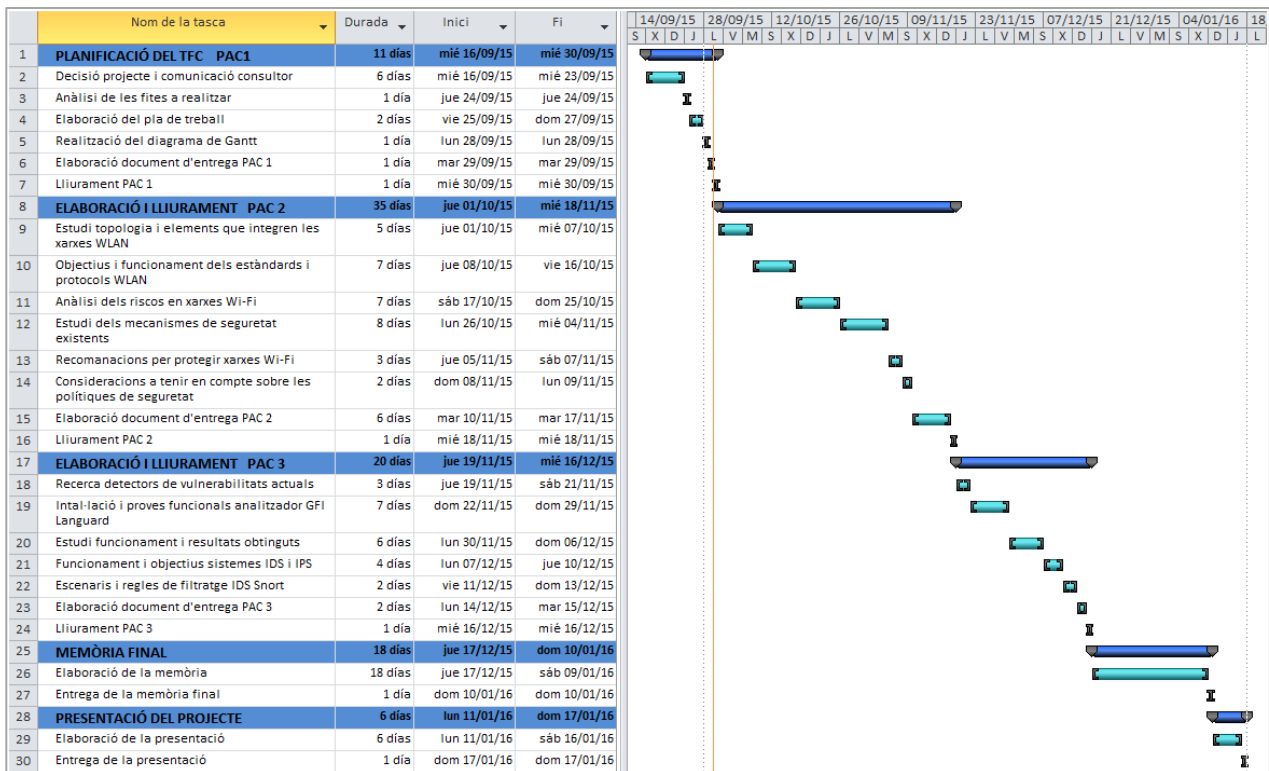 Nom de la tasca Durada Inici Fi 14/09/15 28/09/15 12/10/15 26/10/15 09/11/15 23/11/15 07/12/15 21/12/15 04/01/16 18
S X D J L V M S X D J L V M S X D J L V M S X D J L
1 PLANIFICACIÓ DEL TFC PAC1 11 días mié 16/09/15 mié 30/09/15
2 Decisió projecte i comunicació consultor 6 días mié 16/09/15 mié 23/09/15
3 Anàlisi de les fites a realitzar 1 día jue 24/09/15 jue 24/09/15
4 Elaboració del pla de treball 2 días vie 25/09/15 dom 27/09/15
5 Realització del diagrama de Gantt 1 día lun 28/09/15 lun 28/09/15
6 Elaboració document d'entrega PAC 1 1 día mar 29/09/15 mar 29/09/15
7 Lliurament PAC 1 1 día mié 30/09/15 mié 30/09/15
8 ELABORACIÓ I LLIURAMENT PAC 2 35 días jue 01/10/15 mié 18/11/15
9 Estudi topologia i elements que integren les 5 días jue 01/10/15 mié 07/10/15
xarxes WLAN
10 Objectius i funcionament dels estàndards i 7 días jue 08/10/15 vie 16/10/15
protocols WLAN
11 Anàlisi dels riscos en xarxes Wi-Fi 7 días sáb 17/10/15 dom 25/10/15
12 Estudi dels mecanismes de seguretat 8 días lun 26/10/15 mié 04/11/15
existents
13 Recomanacions per protegir xarxes Wi-Fi 3 días jue 05/11/15 sáb 07/11/15
14 Consideracions a tenir en compte sobre les 2 días dom 08/11/15 lun 09/11/15
polítiques de seguretat
15 Elaboració document d'entrega PAC 2 6 días mar 10/11/15 mar 17/11/15
16 Lliurament PAC 2 1 día mié 18/11/15 mié 18/11/15
17 ELABORACIÓ I LLIURAMENT PAC 3 20 días jue 19/11/15 mié 16/12/15
18 Recerca detectors de vulnerabilitats actuals 3 días jue 19/11/15 sáb 21/11/15
19 Intal·lació i proves funcionals analitzador GFI 7 días dom 22/11/15 dom 29/11/15
Languard
20 Estudi funcionament i resultats obtinguts 6 días lun 30/11/15 dom 06/12/15
21 Funcionament i objectius sistemes IDS i IPS 4 días lun 07/12/15 jue 10/12/15
22 Escenaris i regles de filtratge IDS Snort 2 días vie 11/12/15 dom 13/12/15
23 Elaboració document d'entrega PAC 3 2 días lun 14/12/15 mar 15/12/15
24 Lliurament PAC 3 1 día mié 16/12/15 mié 16/12/15
25 MEMÒRIA FINAL 18 días jue 17/12/15 dom 10/01/16
26 Elaboració de la memòria 18 días jue 17/12/15 sáb 09/01/16
27 Entrega de la memòria final 1 día dom 10/01/16 dom 10/01/16
28 PRESENTACIÓ DEL PROJECTE 6 días lun 11/01/16 dom 17/01/16
29 Elaboració de la presentació 6 días lun 11/01/16 sáb 16/01/16
30 Entrega de la presentació 1 día dom 17/01/16 dom 17/01/16